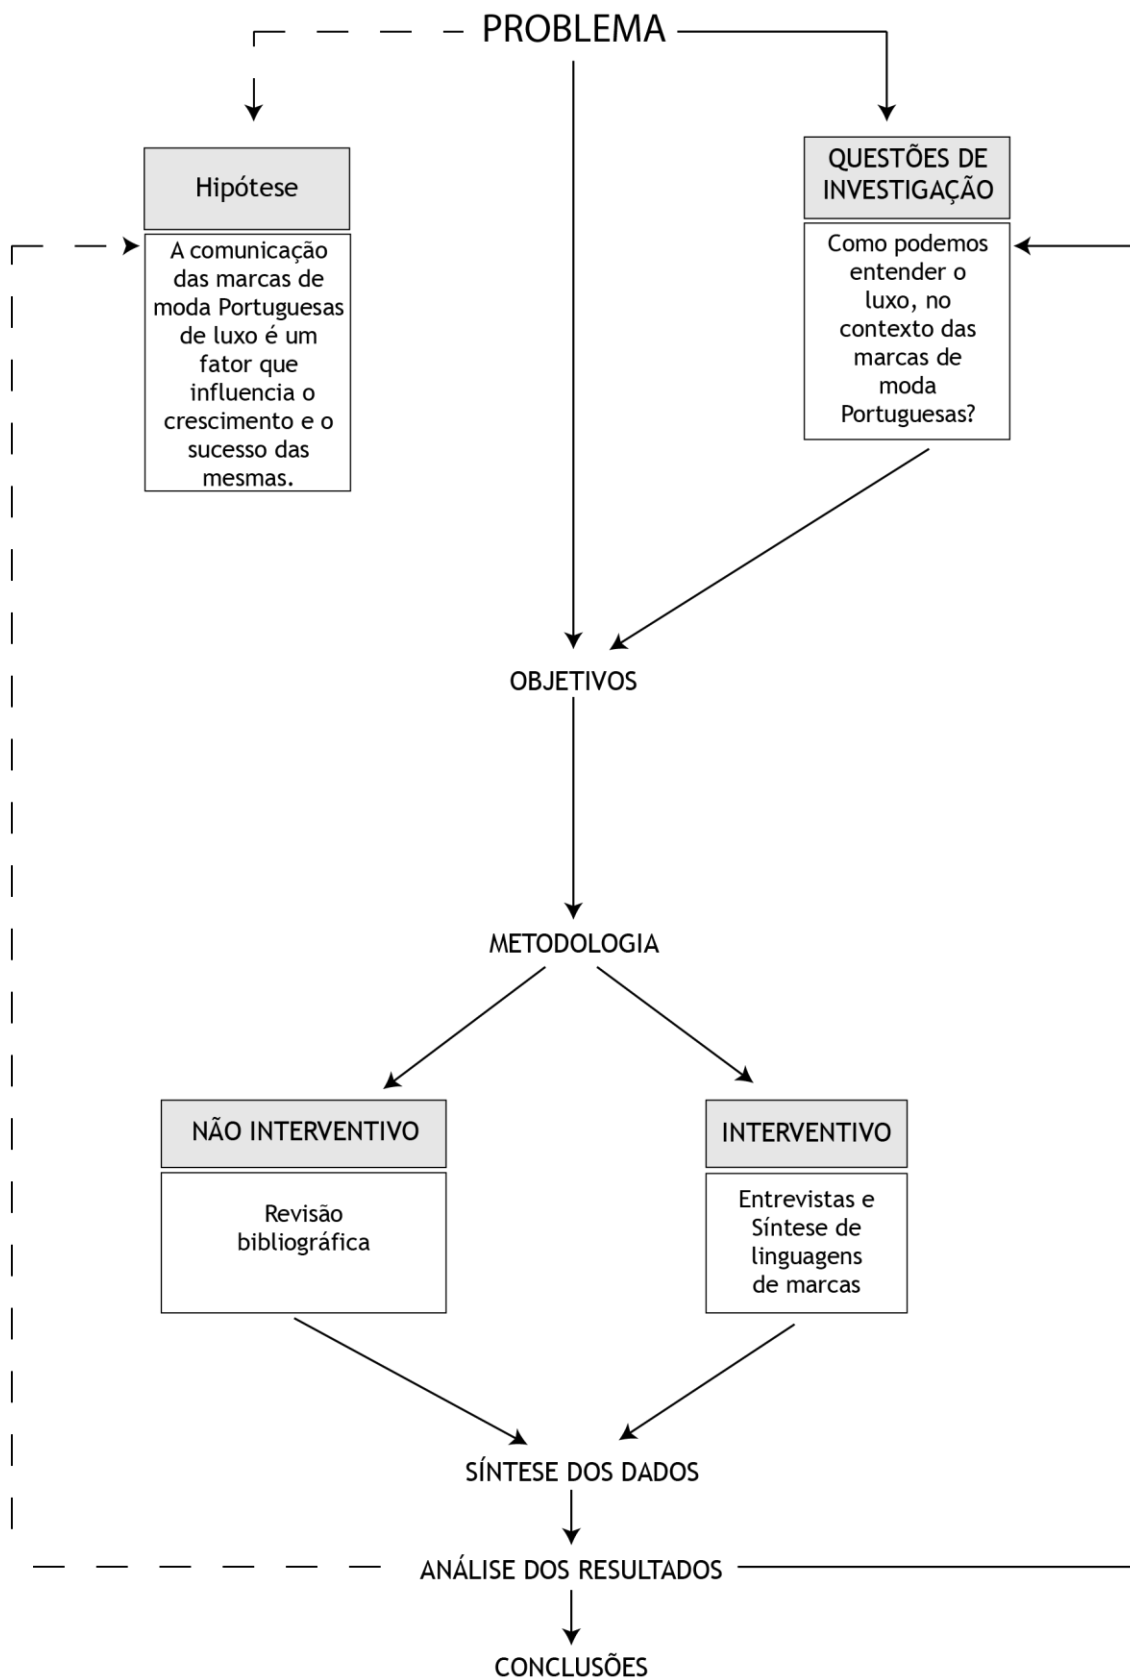 PROBLEMA
Hipótese
A comunicação
das marcas de
moda Portuguesas
de luxo é um
fator que
influencia o
crescimento e o
sucesso das
mesmas.
QUESTÕES DE
INVESTIGAÇÃO
Como podemos
entender o
luxo, no
contexto das
marcas de
moda
Portuguesas?
OBJETIVOS
METODOLOGIA
NÃO INTERVENTIVO
Revisão
bibliográfica
INTERVENTIVO
Entrevistas e
Síntese de
linguagens
de marcas
SÍNTESE DOS DADOS
ANÁLISE DOS RESULTADOS
CONCLUSÕES